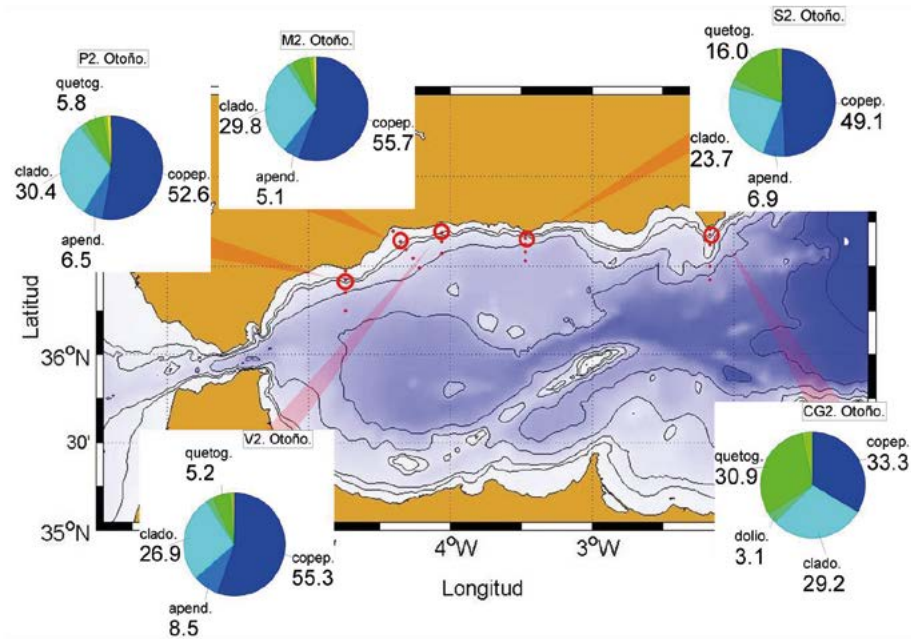 P2. Otoño.
quetog.
5.8
clado.
30.4
copep.
52.6
apend.
6.5
M2. Otoño.
clado.
29.8
copep.
55.7
apend.
5.1
S2. Otoño.
quetog.
16.0
copep.
49.1
clado.
23.7
apend.
6.9
Latitud
36°N
30'
35°N
4°W
3°W
Longitud
V2. Otoño.
quetog.
5.2
clado.
26.9
copep.
55.3
apend.
8.5
CG2. Otoño.
quetog.
30.9
copep.
33.3
dolio.
3.1
clado.
29.2